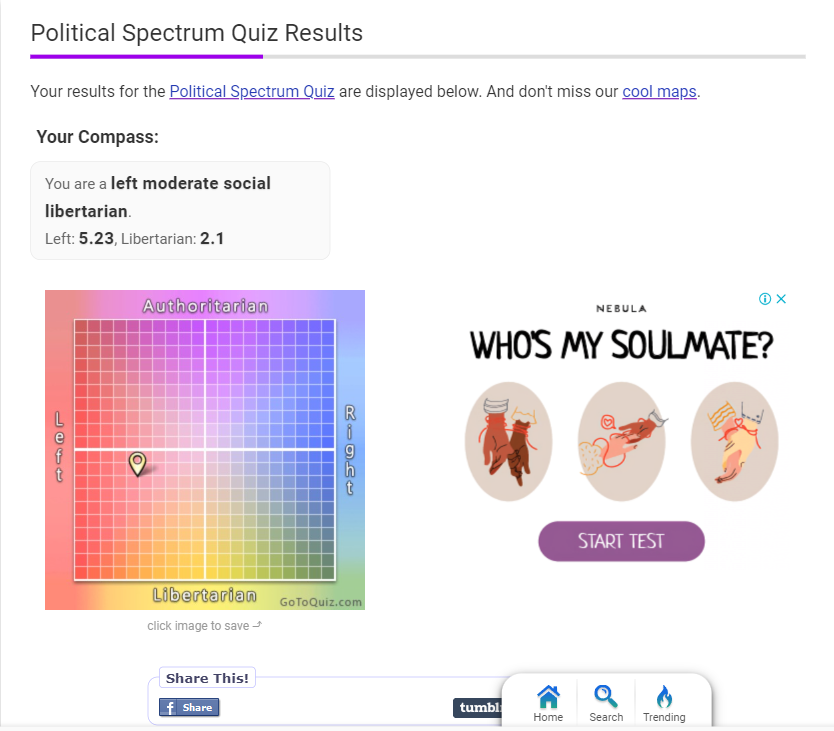 Political Spectrum Quiz Results
Your results for the Political Spectrum Quiz are displayed below. And don't miss our cool maps.
Your Compass:
You are a left moderate social
libertarian.
Left: 5.23, Libertarian: 2.1
Authoritarian
Left
Right
Libertarian
GoToQuiz.com
click image to save
NEBULA
WHO'S MY SOULMATE?
START TEST
Share This!
f Share
tumbl
Home
Search
Trending